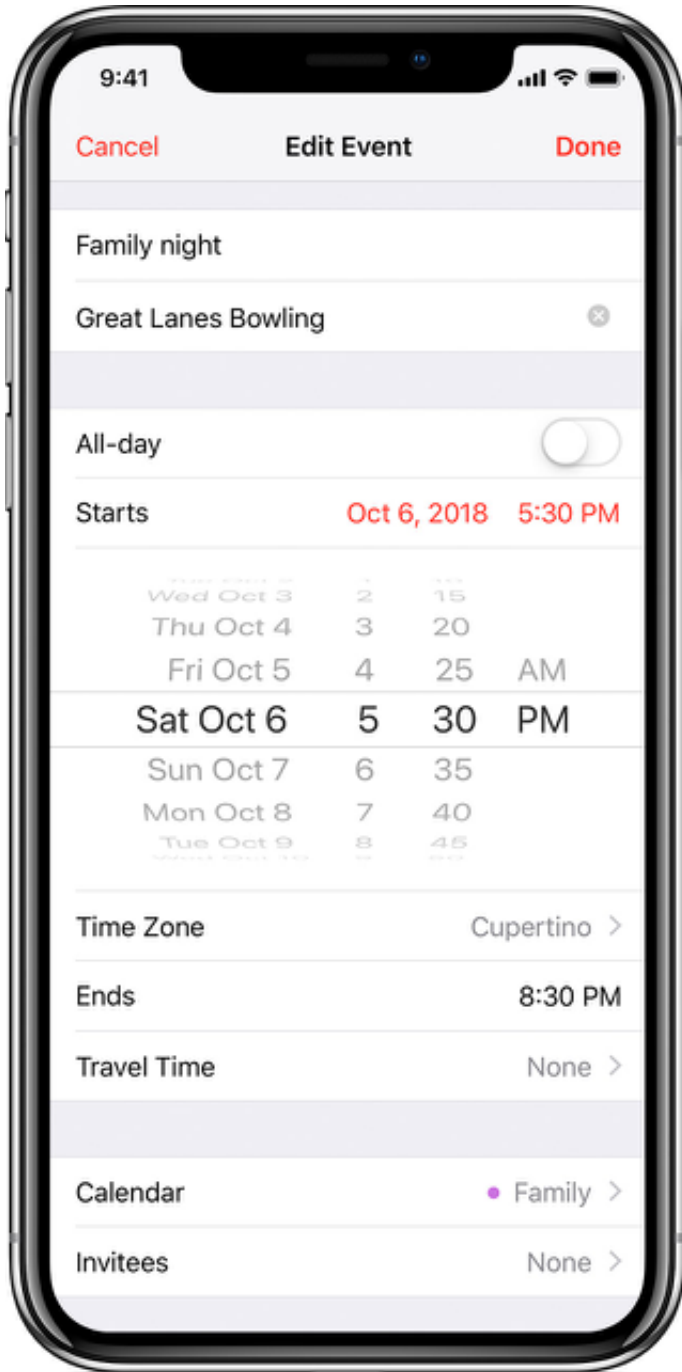 9:41
Cancel Edit Event Done
Family night
Great Lanes Bowling
All-day
Starts Oct 6, 2018 5:30 PM
Wed Oct 3 2 15
Thu Oct 4 3 20
Fri Oct 5 4 25 AM
Sat Oct 6 5 30 PM
Sun Oct 7 6 35
Mon Oct 8 7 40
Tue Oct 9 8 45
Time Zone Cupertino
Ends 8:30 PM
Travel Time None
Calendar Family
Invitees None